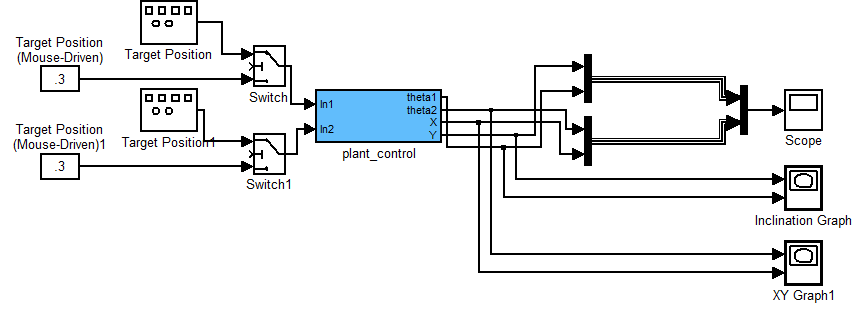 Target Position
(Mouse-Driven)
.3
Target Position
Switch
Target Position
(Mouse-Driven)1
.3
Target Position1
Switch1
In1
In2
theta1
theta2
X
Y
plant_control
Scope
Inclination Graph
XY Graph1